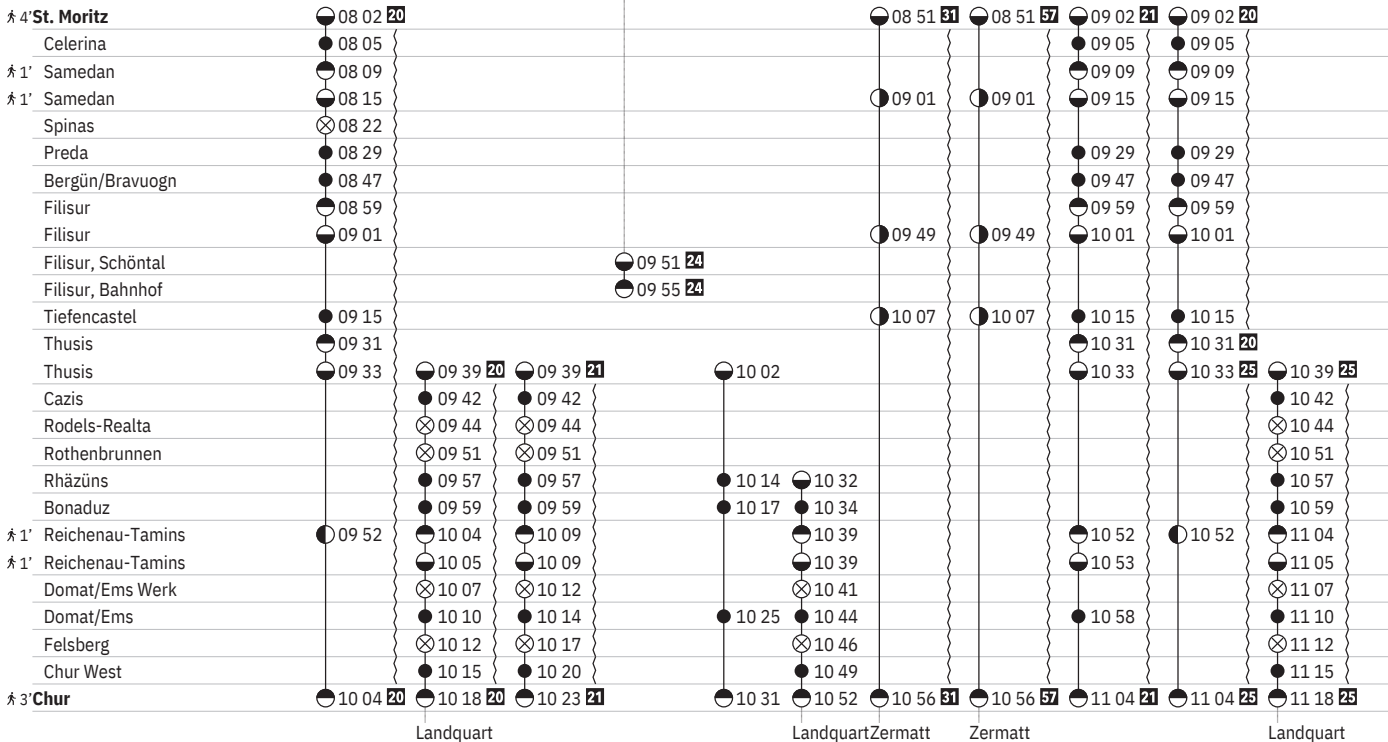 4’ St. Moritz 08 02 20 08 51 31 08 51 57 09 02 21 09 02 20
Celerina 08 05 09 05 09 05
1’ Samedan 08 09 09 09 09 09
1’ Samedan 08 15 09 01 09 01 09 15 09 15
Spinas 08 22
Preda 08 29 09 29 09 29
Bergün/Bravuogn 08 47 09 47 09 47
Filisur 08 59 09 59 09 59
Filisur 09 01 09 49 09 49 10 01 10 01
Filisur, Schöntal 09 51 24
Filisur, Bahnhof 09 55 24
Tiefencastel 09 15 10 07 10 07 10 15 10 15
Thusis 09 31 10 31 10 31 20
Thusis 09 33 09 39 20 09 39 21 10 02 10 33 10 33 25 10 39 25
Cazis 09 42 09 42 10 42
Rodels-Realta 09 44 09 44 10 44
Rothenbrunnen 09 51 09 51 10 51
Rhäzüns 09 57 09 57 10 14 10 32 10 57
Bonaduz 09 59 09 59 10 17 10 34 10 59
1’ Reichenau-Tamins 09 52 10 04 10 09 10 39 10 52 10 52 11 04
1’ Reichenau-Tamins 10 05 10 09 10 39 10 53 11 05
Domat/Ems Werk 10 07 10 12 10 41 11 07
Domat/Ems 10 10 10 14 10 25 10 44 10 58 11 10
Felsberg 10 12 10 17 10 46 11 12
Chur West 10 15 10 20 10 49 11 15
3’ Chur 10 04 20 10 18 20 10 23 21 10 31 10 52 10 56 31 10 56 57 11 04 21 11 04 25 11 18 25
Landquart Landquart Zermatt Zermatt Landquart